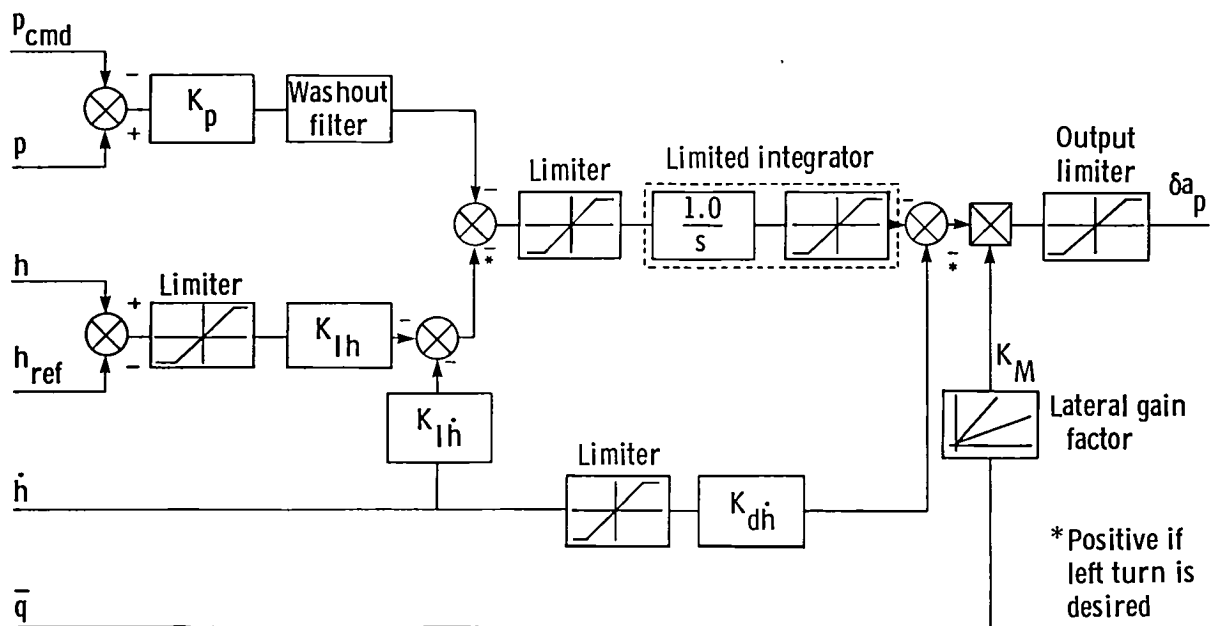 p_cmd
K_p
Washout
filter
p
Limiter
Limited integrator
Output
limiter
δa_p
1.0
s
h
Limiter
K_Ih
h_ref
K_M
Lateral gain
factor
K_Iḣ
Limiter
ḣ
K_dḣ
*Positive if
left turn is
desired
q̅